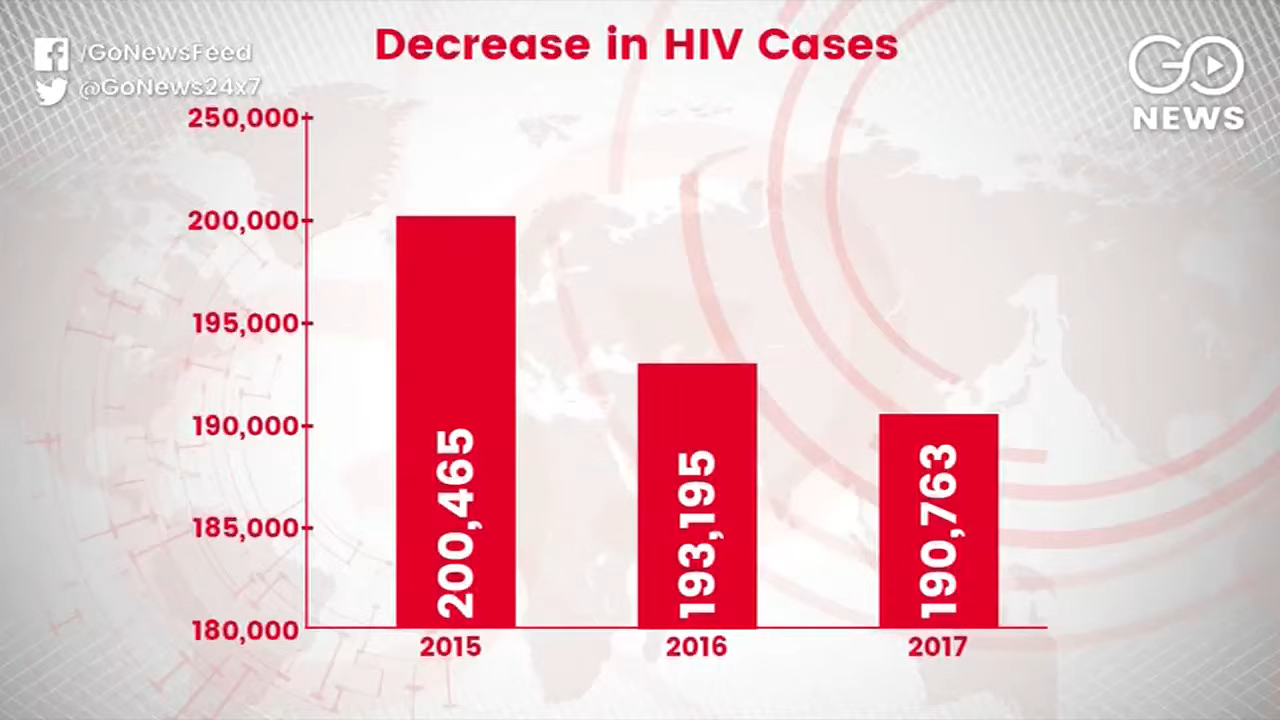 Decrease in HIV Cases
/GoNewsFeed
@GoNews24x7
GO
NEWS
250,000
200,000
195,000
190,000
185,000
180,000
200,465
193,195
190,763
2015
2016
2017